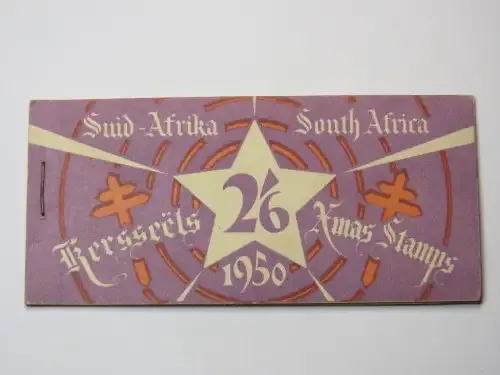 Suid-Afrika South Africa
2/6
Kersseëls Xmas Stamps
1950